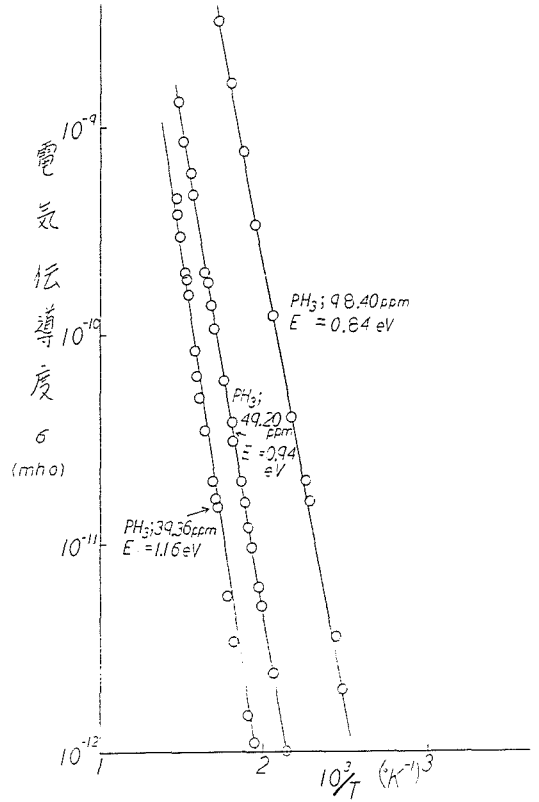 10⁻⁹
電気伝導度
σ
(mho)
PH₃; 98.40 ppm
E = 0.84 eV
10⁻¹⁰
PH₃;
49.20
ppm
E = 0.94
eV
PH₃; 39.36 ppm
E = 1.16 eV
10⁻¹¹
10⁻¹²
1
2
3
10³/T (°K⁻¹)